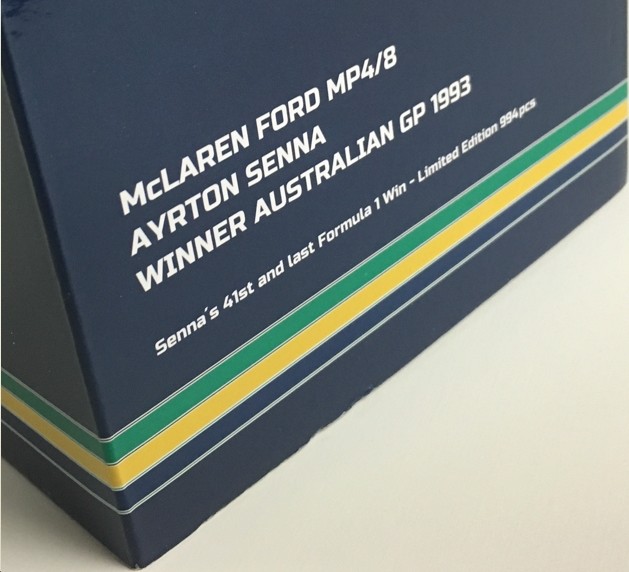 McLAREN FORD MP4/8
AYRTON SENNA
WINNER AUSTRALIAN GP 1993
Senna's 41st and last Formula 1 Win - Limited Edition 994pcs